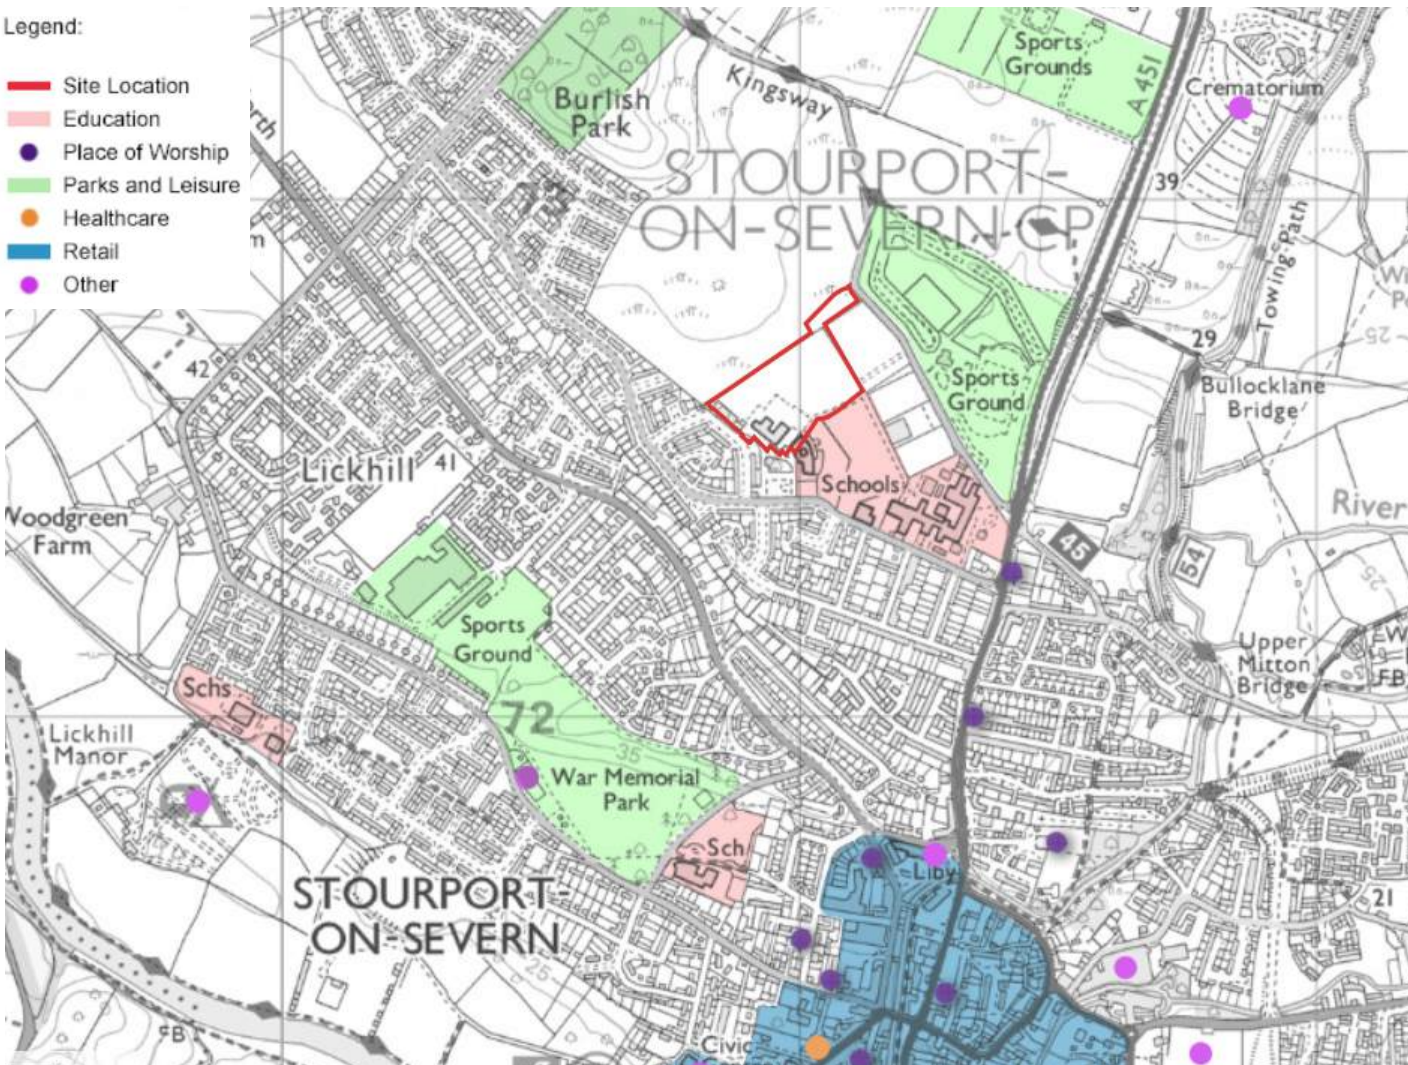 Legend:
Site Location
Education
Place of Worship
Parks and Leisure
Healthcare
Retail
Other
Burlish
Park
Kingsway
Sports
Grounds
A 451
Crematorium
STOURPORT-
ON-SEVERN CP
39
Towing Path
29
Bullocklane
Bridge
25
42
Lickhill
41
Sports
Ground
Schools
Woodgreen
Farm
River
45
54
25
Sports
Ground
Upper
Mitton
Bridge
FB
Schs
72
35
Lickhill
Manor
War Memorial
Park
Sch
Liby
STOURPORT-
ON-SEVERN
21
25
FB
Civic